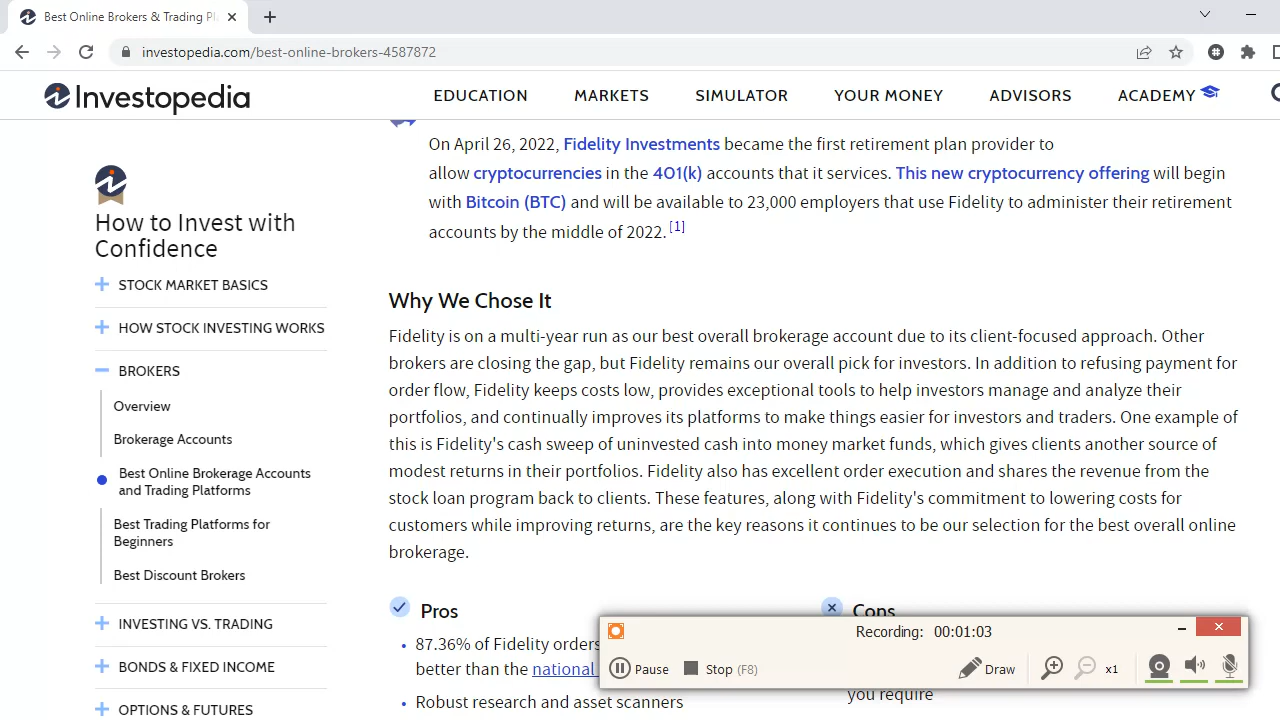 Best Online Brokers & Trading Pl
investopedia.com/best-online-brokers-4587872
Investopedia
EDUCATION
MARKETS
SIMULATOR
YOUR MONEY
ADVISORS
ACADEMY
On April 26, 2022, Fidelity Investments became the first retirement plan provider to
allow cryptocurrencies in the 401(k) accounts that it services. This new cryptocurrency offering will begin
with Bitcoin (BTC) and will be available to 23,000 employers that use Fidelity to administer their retirement
accounts by the middle of 2022. [1]
How to Invest with
Confidence
STOCK MARKET BASICS
HOW STOCK INVESTING WORKS
BROKERS
Overview
Brokerage Accounts
Best Online Brokerage Accounts
and Trading Platforms
Best Trading Platforms for
Beginners
Best Discount Brokers
INVESTING VS. TRADING
BONDS & FIXED INCOME
OPTIONS & FUTURES
Why We Chose It
Fidelity is on a multi-year run as our best overall brokerage account due to its client-focused approach. Other
brokers are closing the gap, but Fidelity remains our overall pick for investors. In addition to refusing payment for
order flow, Fidelity keeps costs low, provides exceptional tools to help investors manage and analyze their
portfolios, and continually improves its platforms to make things easier for investors and traders. One example of
this is Fidelity's cash sweep of uninvested cash into money market funds, which gives clients another source of
modest returns in their portfolios. Fidelity also has excellent order execution and shares the revenue from the
stock loan program back to clients. These features, along with Fidelity's commitment to lowering costs for
customers while improving returns, are the key reasons it continues to be our selection for the best overall online
brokerage.
Pros
87.36% of Fidelity orders
better than the national
Robust research and asset scanners
Cons
you require
Recording: 00:01:03
Pause
Stop (F8)
Draw
x1